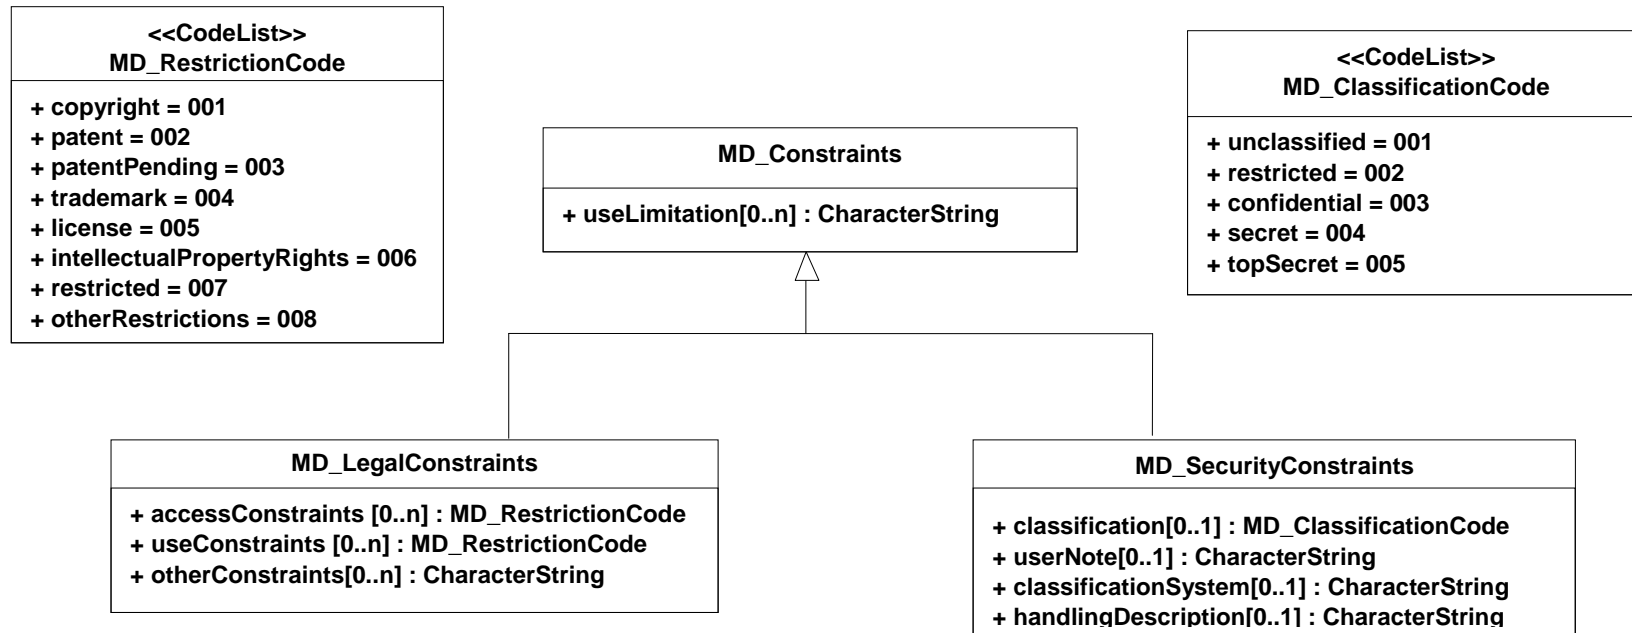 <<CodeList>>
MD_RestrictionCode
+ copyright = 001
+ patent = 002
+ patentPending = 003
+ trademark = 004
+ license = 005
+ intellectualPropertyRights = 006
+ restricted = 007
+ otherRestrictions = 008
MD_Constraints
+ useLimitation[0..n] : CharacterString
<<CodeList>>
MD_ClassificationCode
+ unclassified = 001
+ restricted = 002
+ confidential = 003
+ secret = 004
+ topSecret = 005
MD_LegalConstraints
+ accessConstraints [0..n] : MD_RestrictionCode
+ useConstraints [0..n] : MD_RestrictionCode
+ otherConstraints[0..n] : CharacterString
MD_SecurityConstraints
+ classification[0..1] : MD_ClassificationCode
+ userNote[0..1] : CharacterString
+ classificationSystem[0..1] : CharacterString
+ handlingDescription[0..1] : CharacterString